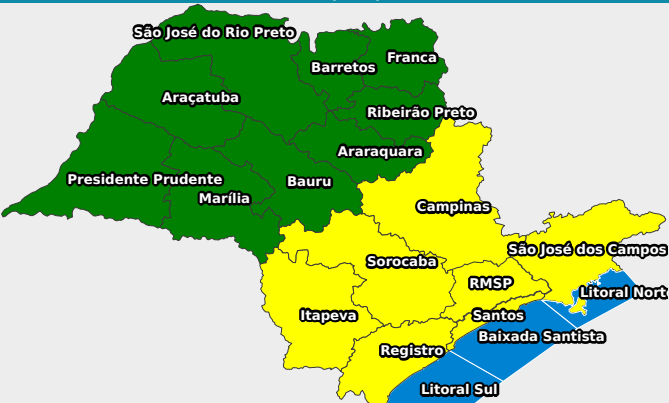 São José do Rio Preto
Franca
Barretos
Araçatuba
Ribeirão Preto
Araraquara
Presidente Prudente
Bauru
Marília
Campinas
São José dos Campos
Sorocaba
RMSP
Litoral Nort
Itapeva
Santos
Baixada Santista
Registro
Litoral Sul